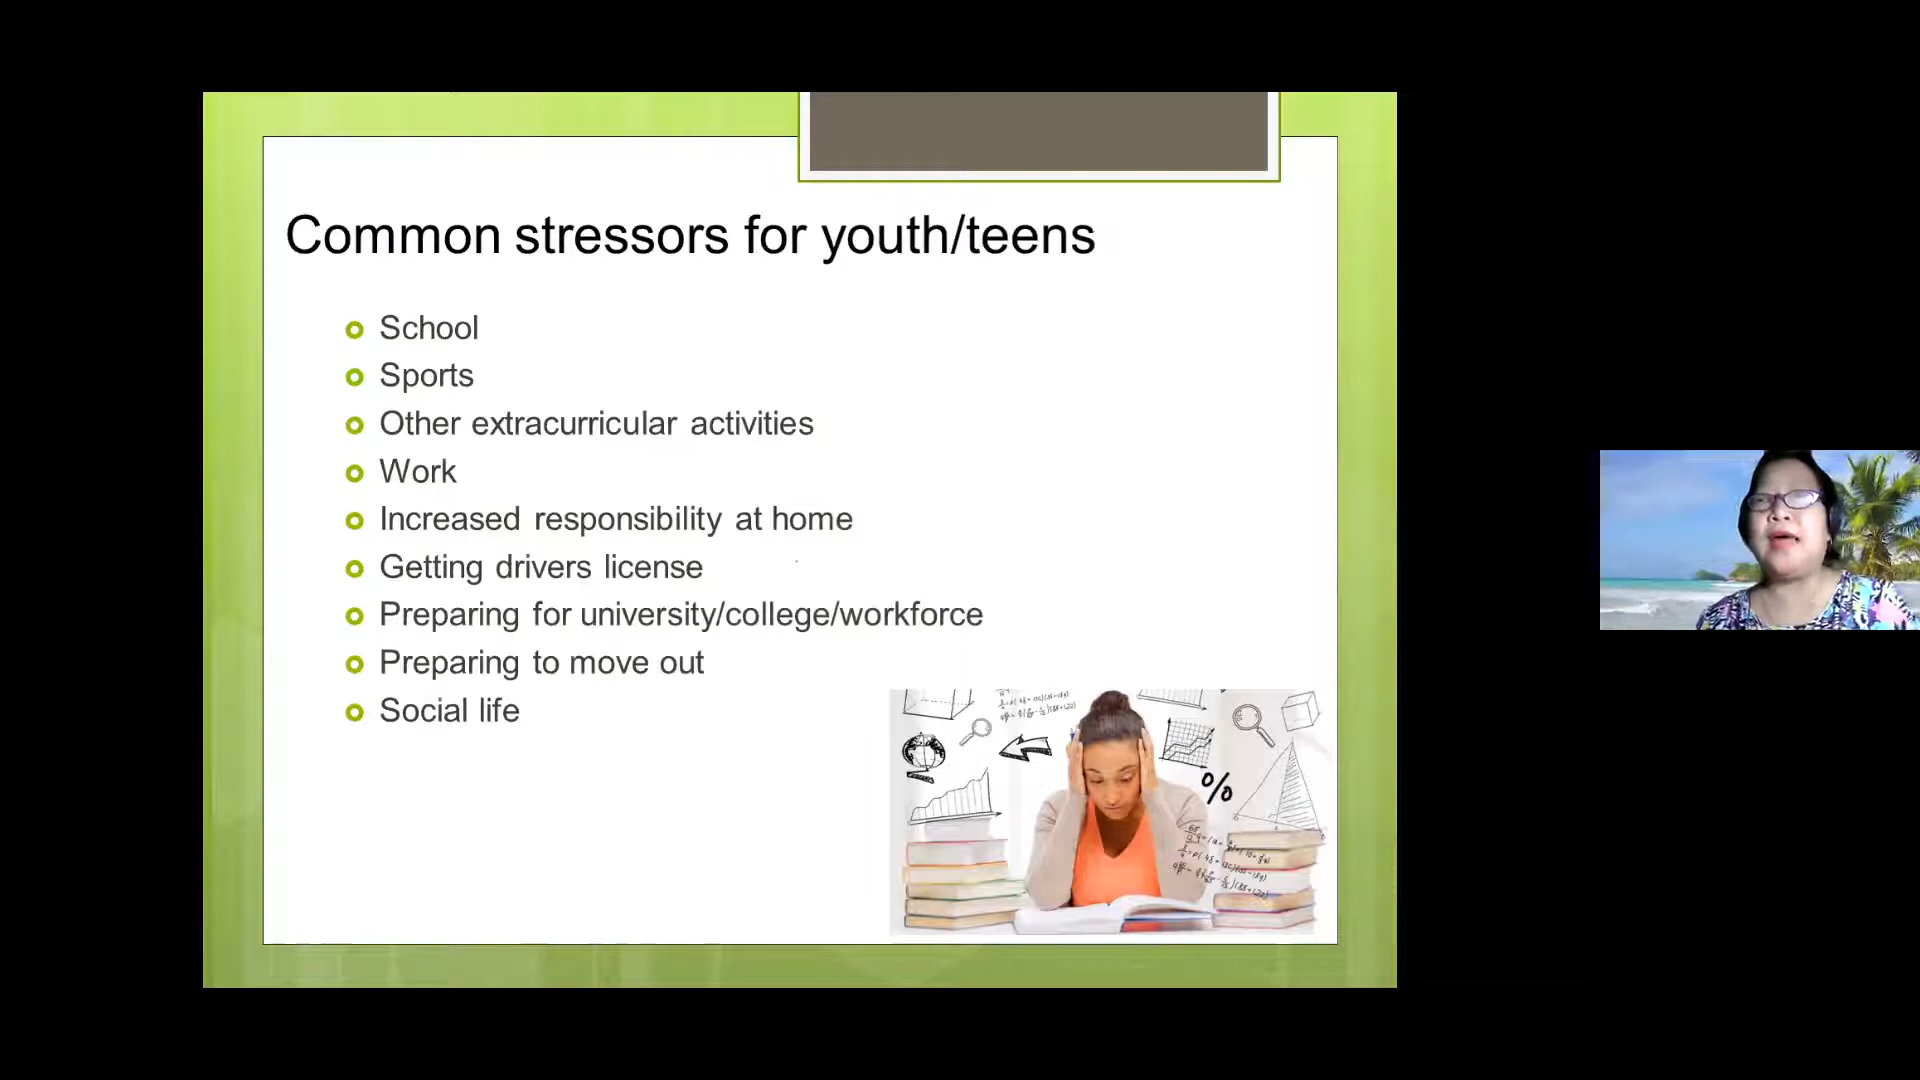 Common stressors for youth/teens
School
Sports
Other extracurricular activities
Work
Increased responsibility at home
Getting drivers license
Preparing for university/college/workforce
Preparing to move out
Social life
%